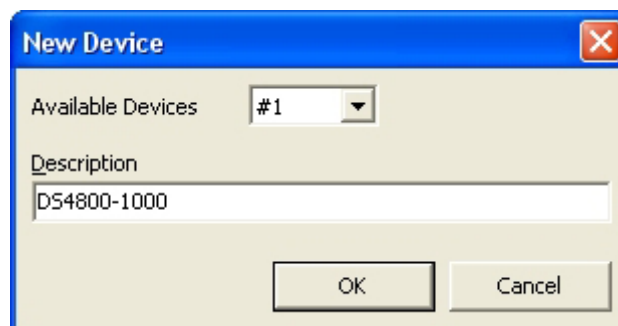 New Device
Available Devices #1
Description
DS4800-1000
OK Cancel